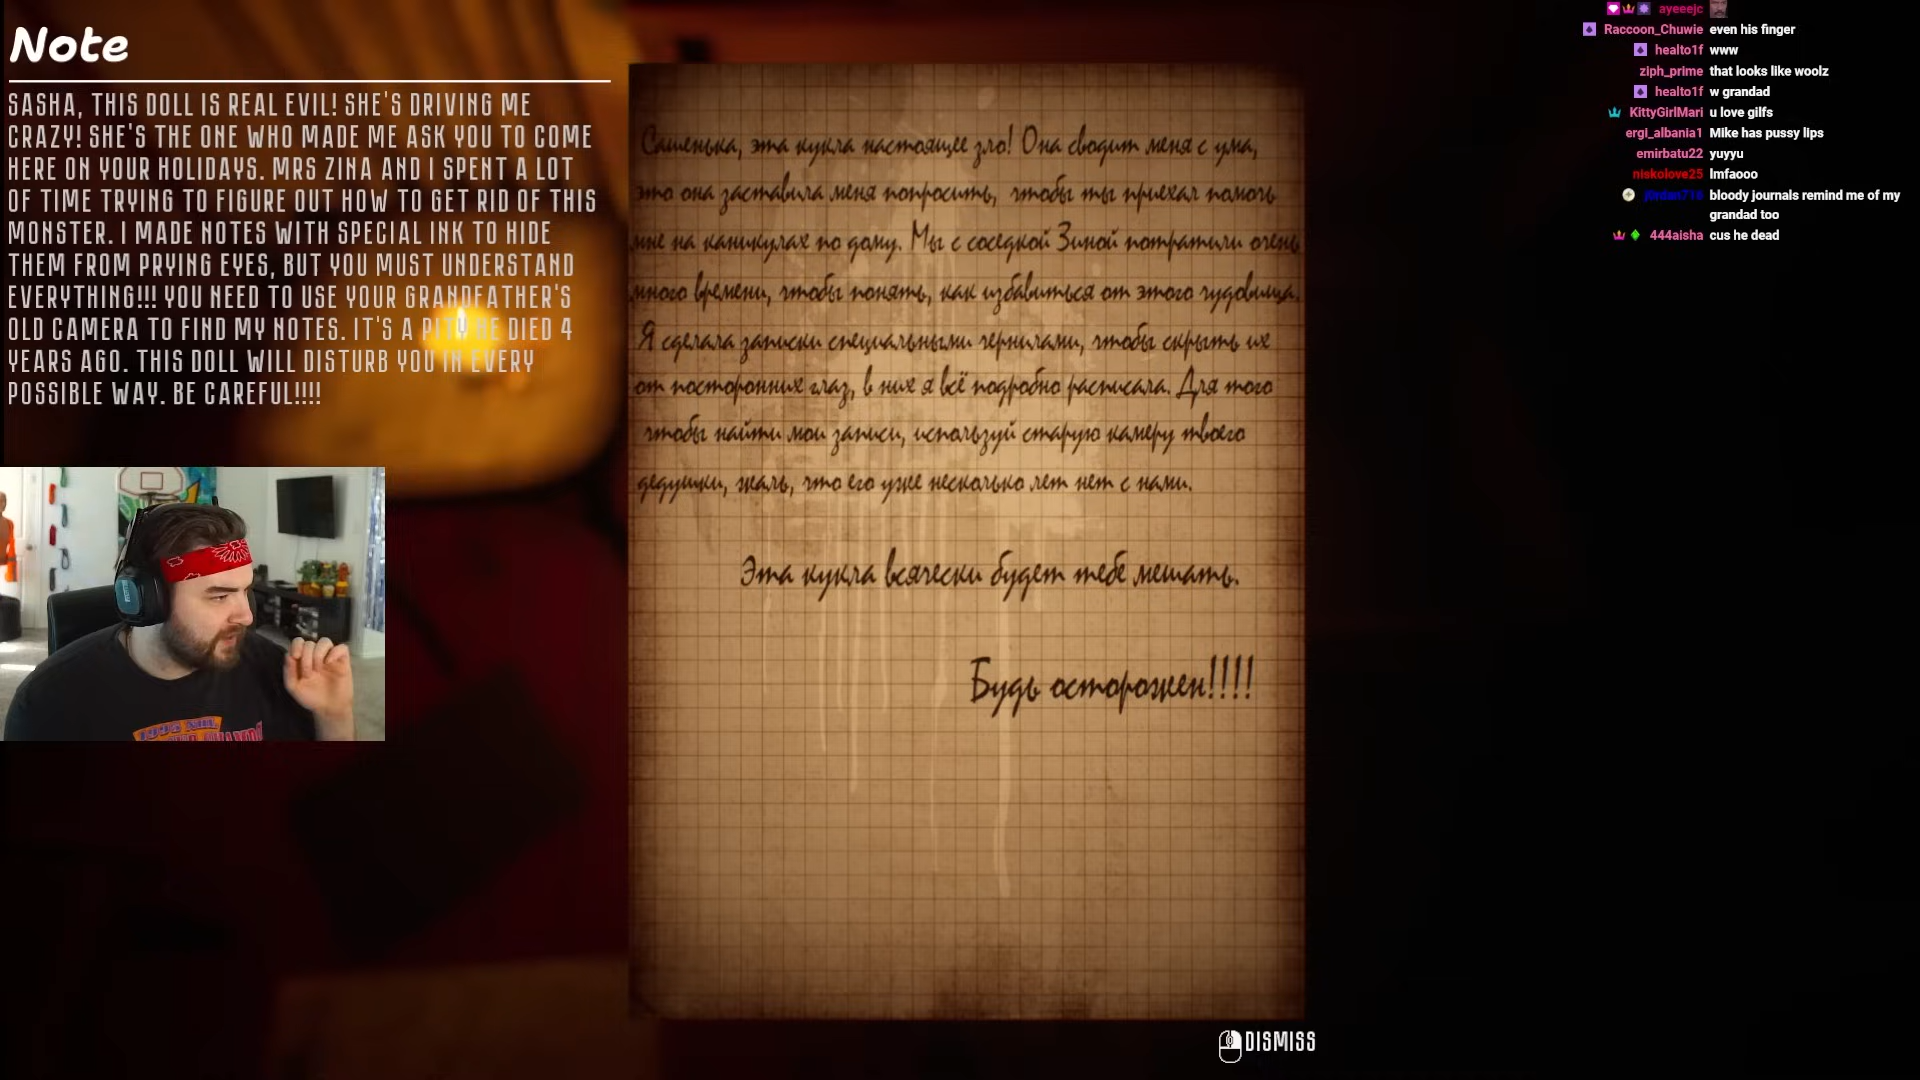 Note
SASHA, THIS DOLL IS REAL EVIL! SHE'S DRIVING ME
CRAZY! SHE'S THE ONE WHO MADE ME ASK YOU TO COME
HERE ON YOUR HOLIDAYS. MRS ZINA AND I SPENT A LOT
OF TIME TRYING TO FIGURE OUT HOW TO GET RID OF THIS
MONSTER. I MADE NOTES WITH SPECIAL INK TO HIDE
THEM FROM PRYING EYES, BUT YOU MUST UNDERSTAND
EVERYTHING!!! YOU NEED TO USE YOUR GRANDFATHER'S
OLD CAMERA TO FIND MY NOTES. IT'S A PITY HE DIED 4
YEARS AGO. THIS DOLL WILL DISTURB YOU IN EVERY
POSSIBLE WAY. BE CAREFUL!!!!
Сашенька, эта кукла настоящее зло! Она сводит меня с ума,
это она заставила меня попросить, чтобы ты приехал помочь
мне на каникулах по дому. Мы с соседкой Зиной потратили очень
много времени, чтобы понять, как избавиться от этого чудовища.
Я сделала записки специальными чернилами, чтобы скрыть их
от посторонних глаз, в них я всё подробно расписала. Для того
чтобы найти мои записи, используй старую камеру твоего
дедушки, жаль, что его уже несколько лет нет с нами.
Эта кукла всячески будет тебе мешать.
Будь осторожен!!!!
DISMISS
ayeeejc
Raccoon_Chuwie even his finger
healto1f www
ziph_prime that looks like woolz
healto1f w grandad
KittyGirlMari u love gilfs
ergi_albania1 Mike has pussy lips
emirbatu22 yuyyu
niskolove25 lmfaooo
bloody journals remind me of my
grandad too
444aisha cus he dead